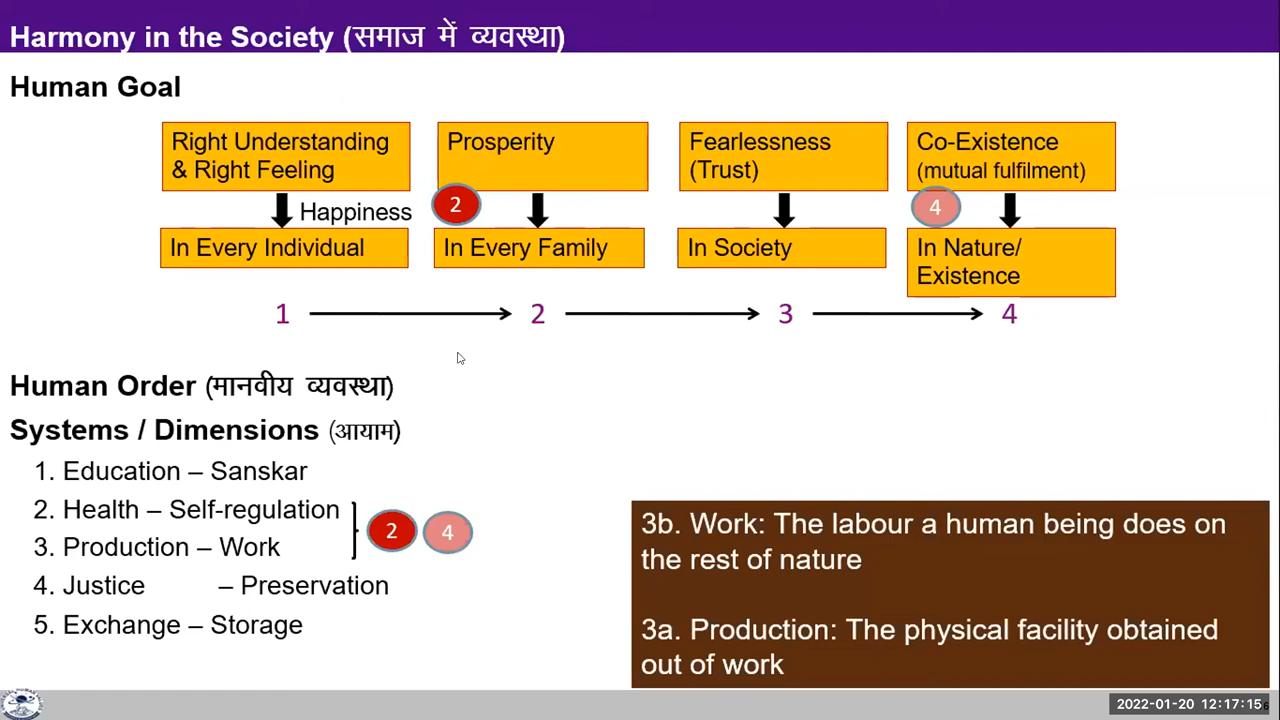 Harmony in the Society (समाज में व्यवस्था)
Human Goal
Right Understanding
& Right Feeling
Prosperity
Fearlessness
(Trust)
Co-Existence
(mutual fulfilment)
Happiness
2
4
In Every Individual
In Every Family
In Society
In Nature/
Existence
1
2
3
4
Human Order (मानवीय व्यवस्था)
Systems / Dimensions (आयाम)
1. Education – Sanskar
2. Health – Self-regulation
3. Production – Work
2
4
4. Justice – Preservation
5. Exchange – Storage
3b. Work: The labour a human being does on
the rest of nature
3a. Production: The physical facility obtained
out of work
2022-01-20 12:17:15